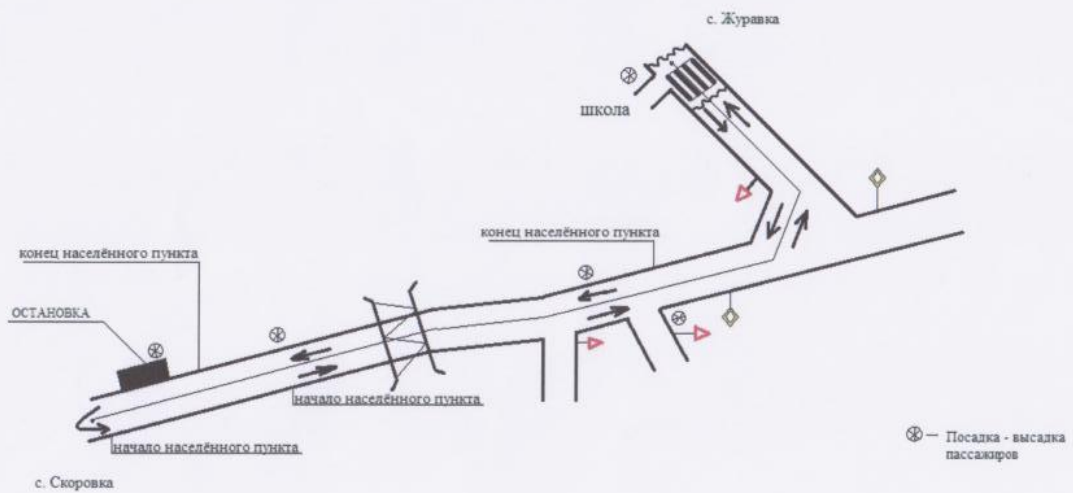 с. Журавка
школа
конец населённого пункта
конец населённого пункта
ОСТАНОВКА
начало населённого пункта
начало населённого пункта
Посадка - высадка
пассажиров
с. Скоровка